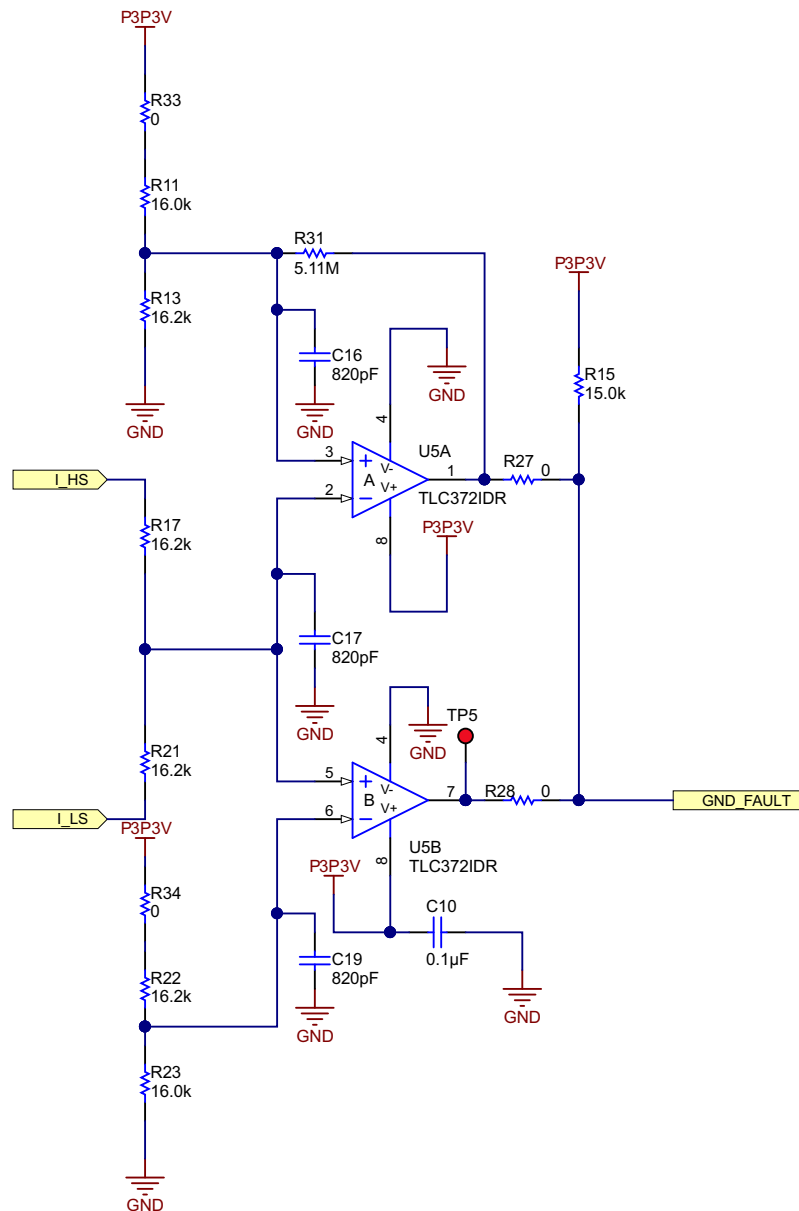 P3P3V
R33
0
R11
16.0k
R31
5.11M
P3P3V
R13
16.2k
C16
820pF
GND
R15
15.0k
GND
GND
4
U5A
3
V-
R27
0
I_HS
A
1
2
V+
TLC372IDR
R17
16.2k
8
P3P3V
C17
820pF
GND
TP5
4
GND
R21
16.2k
5
V-
R28
0
B
7
GND_FAULT
6
V+
I_LS
P3P3V
U5B
TLC372IDR
8
P3P3V
R34
0
C10
0.1µF
C19
820pF
R22
16.2k
GND
GND
R23
16.0k
GND